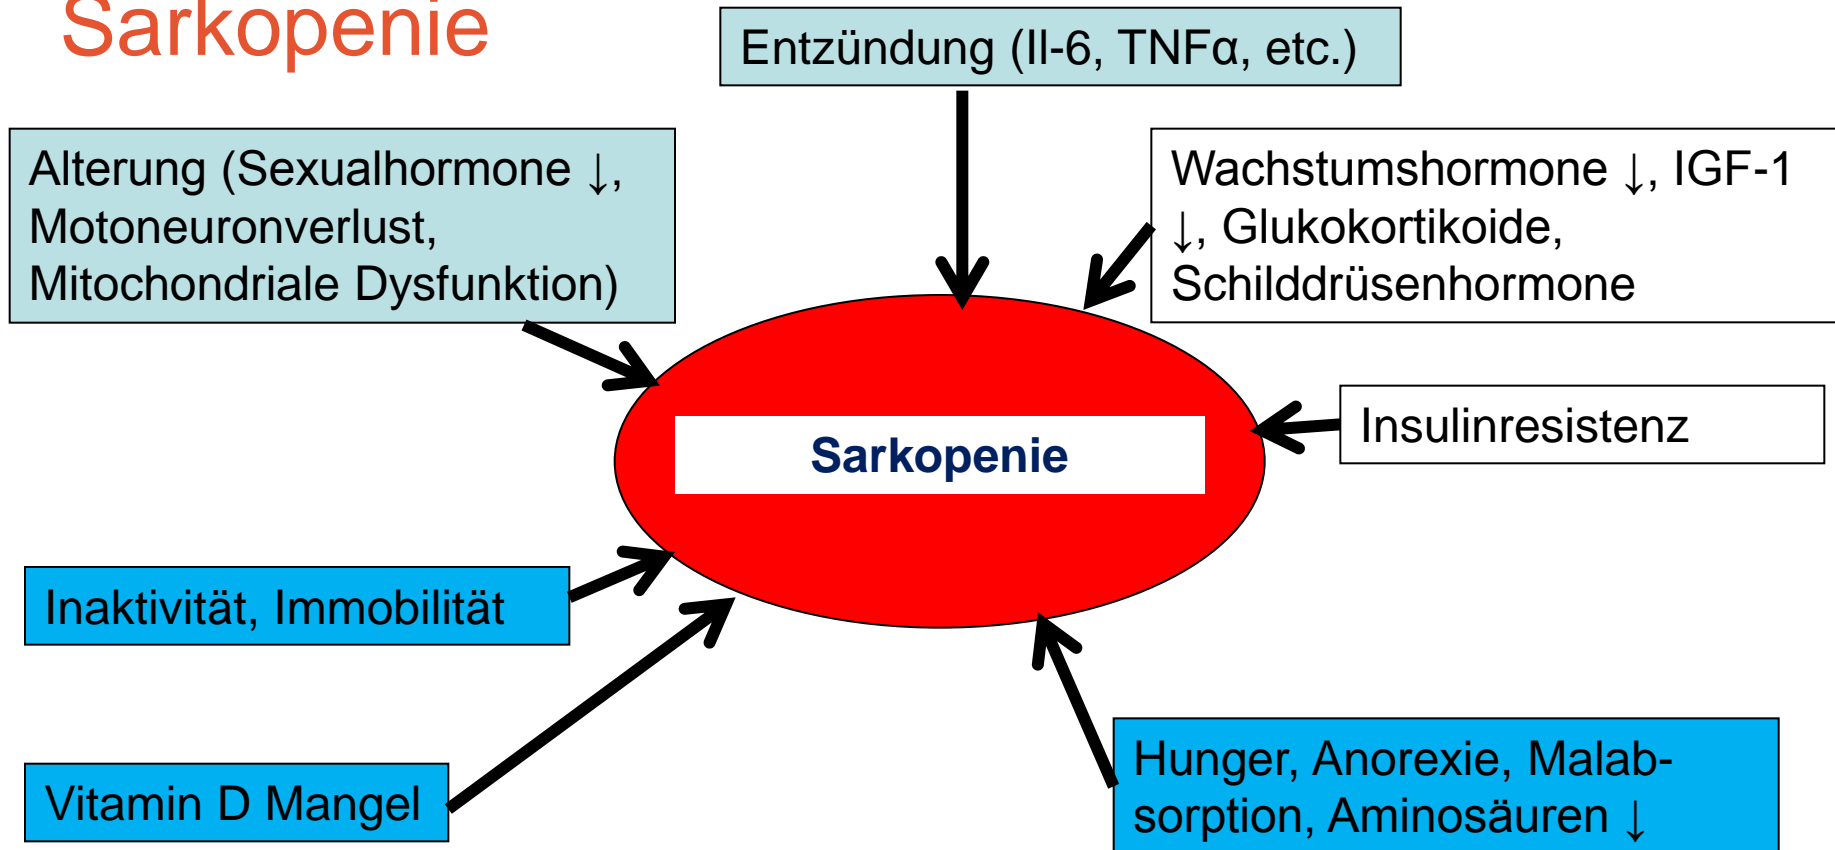 Sarkopenie
Entzündung (Il-6, TNFα, etc.)
Alterung (Sexualhormone ↓,
Motoneuronverlust,
Mitochondriale Dysfunktion)
Wachstumshormone ↓, IGF-1
↓, Glukokortikoide,
Schilddrüsenhormone
Insulinresistenz
Sarkopenie
Inaktivität, Immobilität
Vitamin D Mangel
Hunger, Anorexie, Malab-
sorption, Aminosäuren ↓